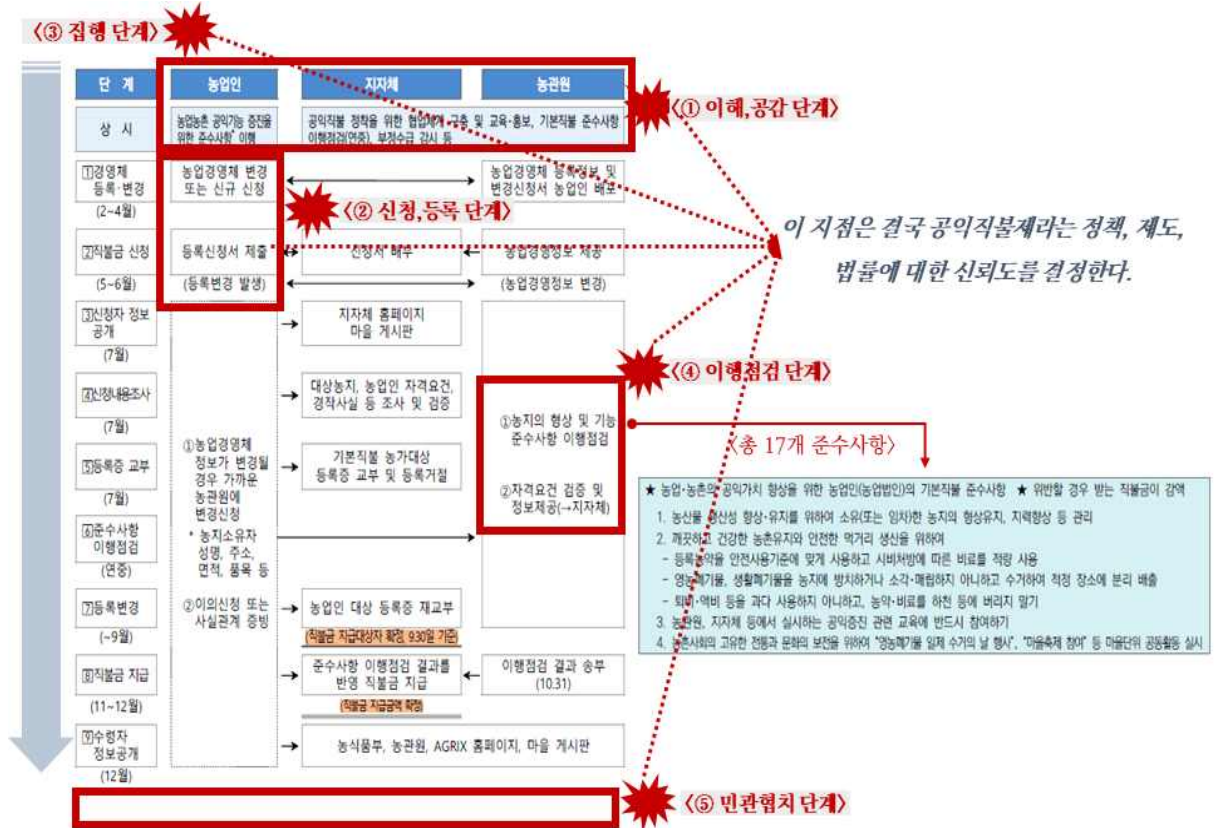 〈③ 집행 단계〉
단 계
농업인
지자체
농관원
〈① 이해,공감 단계〉
상 시
농업농촌 공익기능 증진을
위한 준수사항* 이행
공익직불 정착을 위한 협업체계 구축 및 교육·홍보, 기본직불 준수사항
이행점검(연중), 부정수급 감시 등
①경영체
등록·변경
(2~4월)
농업경영체 변경
또는 신규 신청
농업경영체 등록정보 및
변경신청서 농업인 배포
〈② 신청,등록 단계〉
이 지점은 결국 공익직불제라는 정책, 제도,
법률에 대한 신뢰도를 결정한다.
②직불금 신청
(5~6월)
등록신청서 제출
(등록변경 발생)
신청서 배부
농업경영정보 제공
(농업경영정보 변경)
③신청자 정보
공개
(7월)
지자체 홈페이지
마을 게시판
〈④ 이행점검 단계〉
④신청내용조사
(7월)
대상농지, 농업인 자격요건,
경작사실 등 조사 및 검증
①농지의 형상 및 기능
준수사항 이행점검
②자격요건 검증 및
정보제공(→지자체)
〈총 17개 준수사항〉
①농업경영체
정보가 변경될
경우 가까운
농관원에
변경신청
* 농지소유자
성명, 주소,
면적, 품목 등
②이의신청 또는
사실관계 증빙
⑤등록증 교부
(7월)
기본직불 농가대상
등록증 교부 및 등록거절
★ 농업·농촌의 공익가치 향상을 위한 농업인(농업법인)의 기본직불 준수사항 ★ 위반할 경우 받는 직불금이 감액
1. 농산물 생산성 향상·유지를 위하여 소유(또는 임차)한 농지의 형상유지, 지력향상 등 관리
2. 깨끗하고 건강한 농촌유지와 안전한 먹거리 생산을 위하여
- 등록농약을 안전사용기준에 맞게 사용하고 시비처방에 따른 비료를 적량 사용
- 영농폐기물, 생활폐기물을 농지에 방치하거나 소각·매립하지 아니하고 수거하여 적정 장소에 분리 배출
- 퇴비·액비 등을 과다 사용하지 아니하고, 농약·비료를 하천 등에 버리지 말기
3. 농관원, 지자체 등에서 실시하는 공익증진 관련 교육에 반드시 참여하기
4. 농촌사회의 고유한 전통과 문화의 보전을 위하여 "영농폐기물 일제 수거의 날 행사", "마을축제 참여" 등 마을단위 공동활동 실시
⑥준수사항
이행점검
(연중)
⑦등록변경
(~9월)
농업인 대상 등록증 재교부
(직불금 지급대상자 확정 9.30일 기준)
⑧직불금 지급
(11~12월)
준수사항 이행점검 결과를
반영 직불금 지급
(직불금 지급금액 확정)
이행점검 결과 송부
(10.31)
⑨수령자
정보공개
(12월)
농식품부, 농관원, AGRIX 홈페이지, 마을 게시판
〈⑤ 민관협치 단계〉